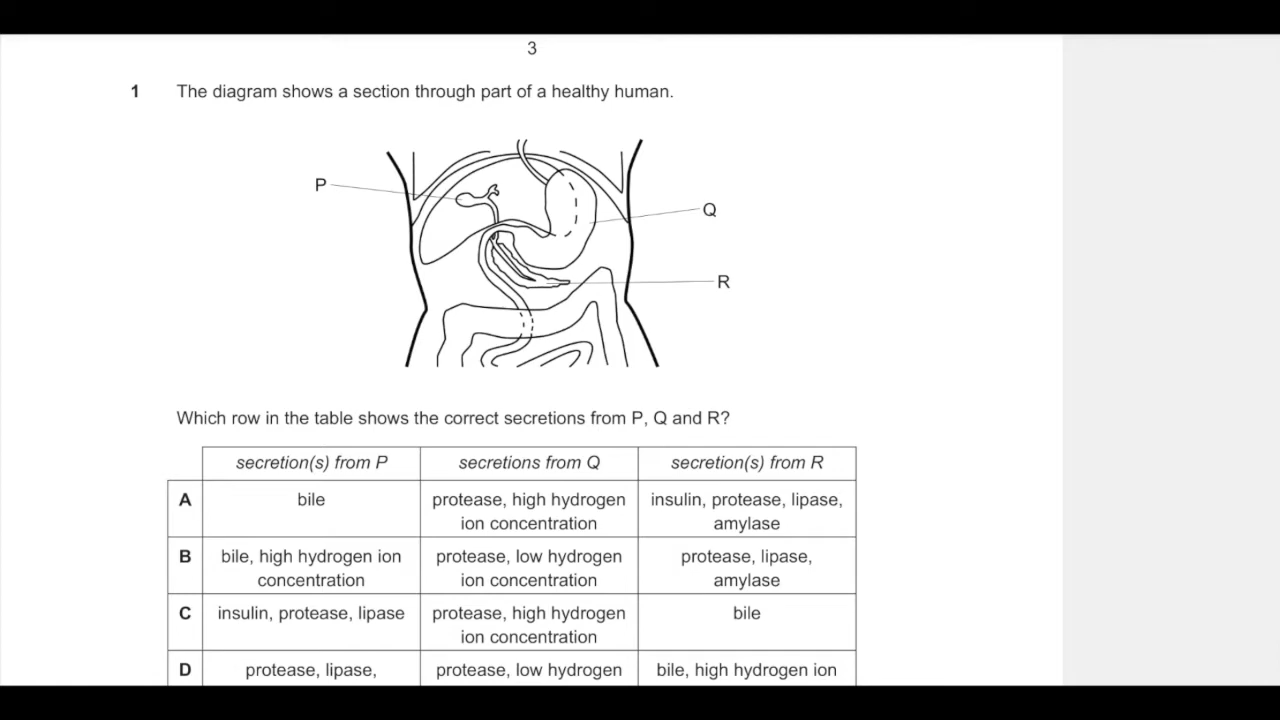 3
1 The diagram shows a section through part of a healthy human.
P
Q
R
Which row in the table shows the correct secretions from P, Q and R?
secretion(s) from P secretions from Q secretion(s) from R
A bile protease, high hydrogen ion concentration insulin, protease, lipase, amylase
B bile, high hydrogen ion concentration protease, low hydrogen ion concentration protease, lipase, amylase
C insulin, protease, lipase protease, high hydrogen ion concentration bile
D protease, lipase, protease, low hydrogen bile, high hydrogen ion